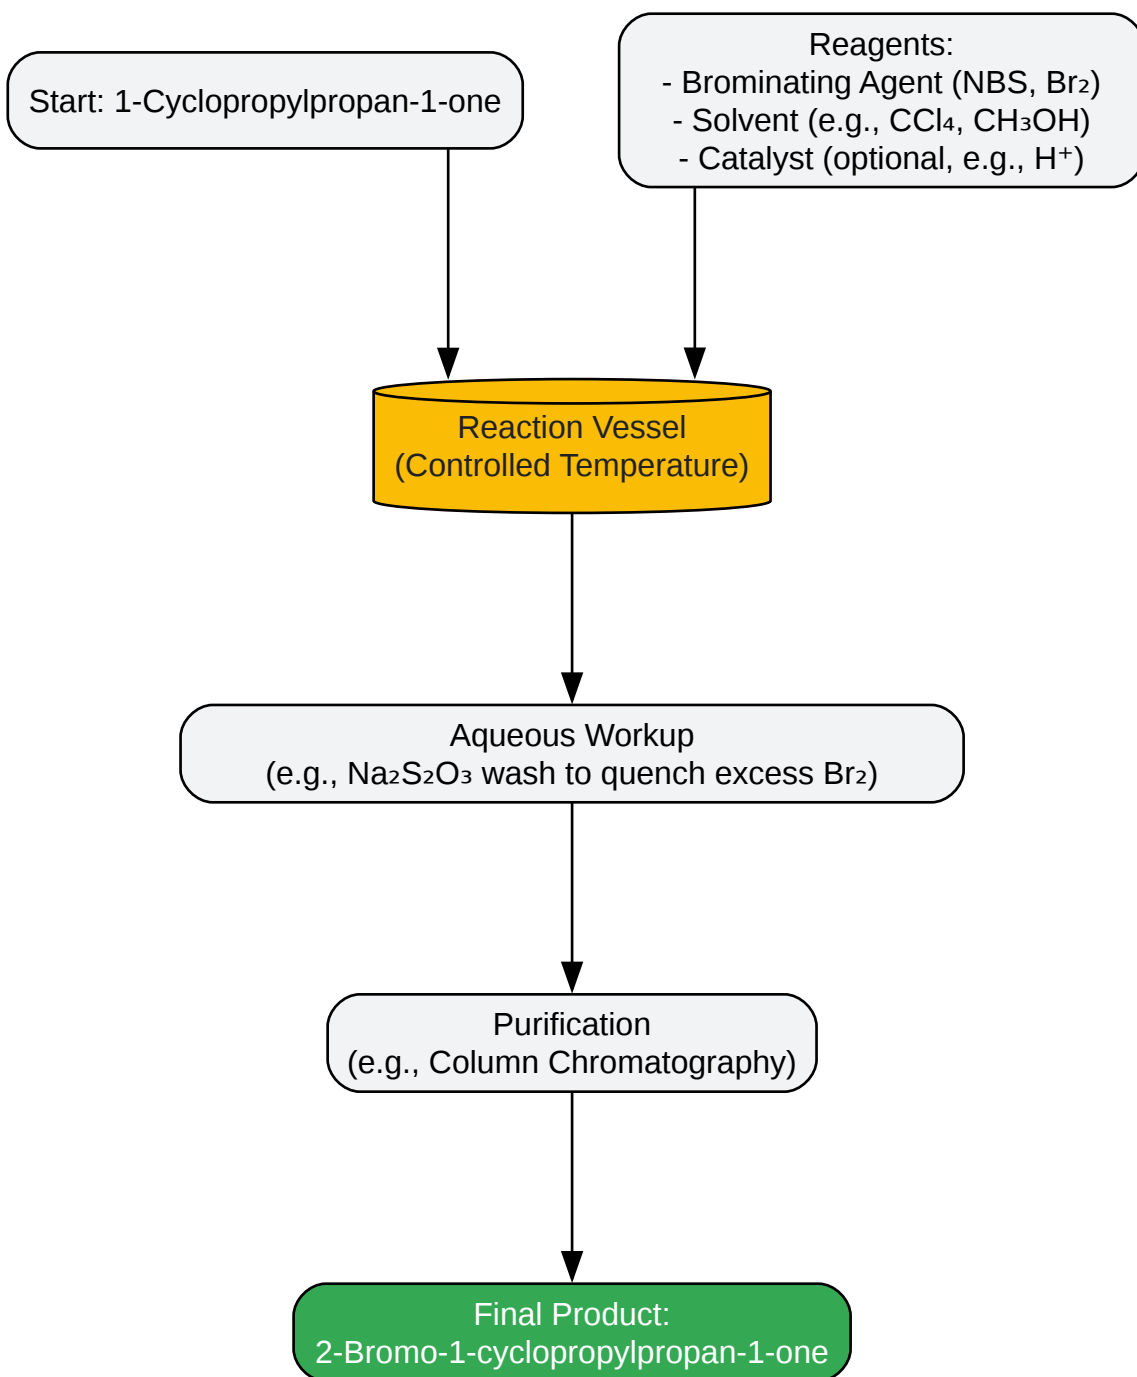 Start: 1-Cyclopropylpropan-1-one
Reagents:
- Brominating Agent (NBS, Br₂)
- Solvent (e.g., CCl₄, CH₃OH)
- Catalyst (optional, e.g., H⁺)
Reaction Vessel
(Controlled Temperature)
Aqueous Workup
(e.g., Na₂S₂O₃ wash to quench excess Br₂)
Purification
(e.g., Column Chromatography)
Final Product:
2-Bromo-1-cyclopropylpropan-1-one